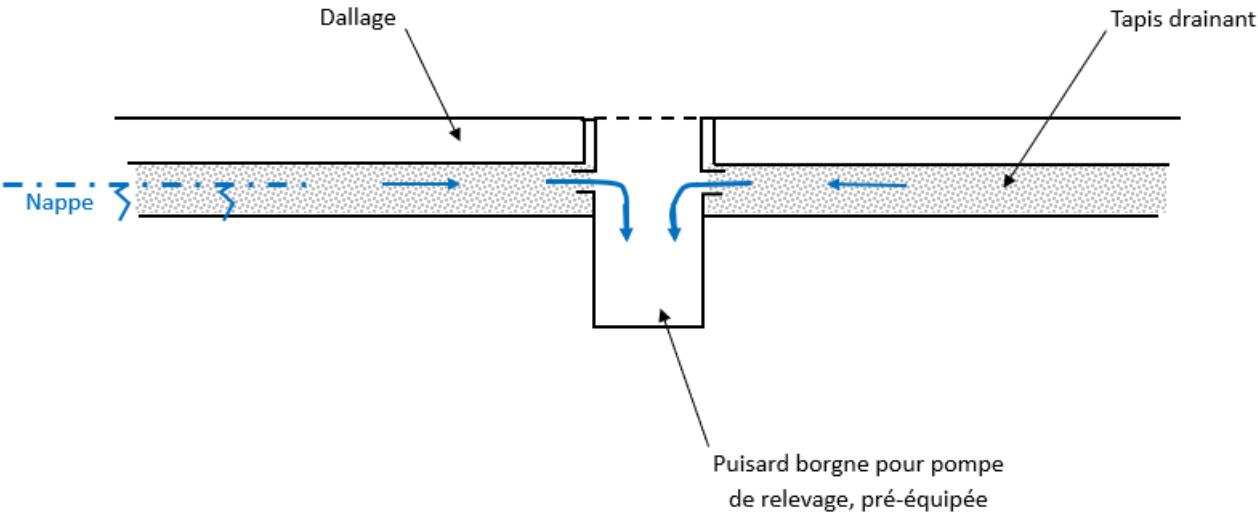 Dallage
Tapis drainant
Nappe
Puisard borgne pour pompe
de relevage, pré-équipée